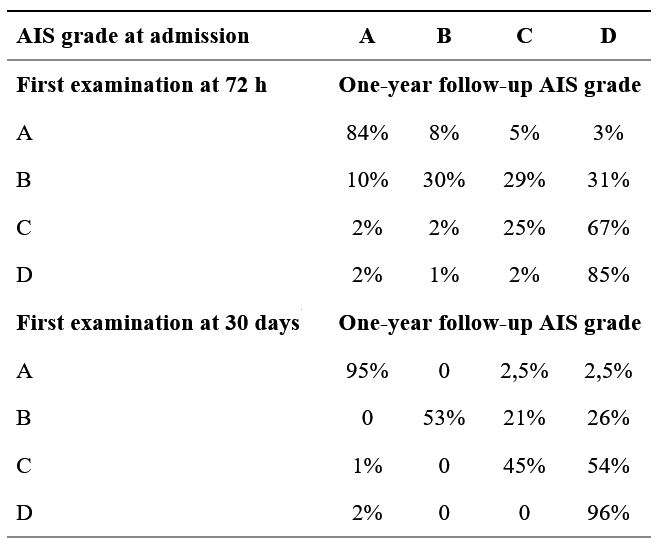 AIS grade at admission A B C D
First examination at 72 h One-year follow-up AIS grade
A 84% 8% 5% 3%
B 10% 30% 29% 31%
C 2% 2% 25% 67%
D 2% 1% 2% 85%
First examination at 30 days One-year follow-up AIS grade
A 95% 0 2,5% 2,5%
B 0 53% 21% 26%
C 1% 0 45% 54%
D 2% 0 0 96%